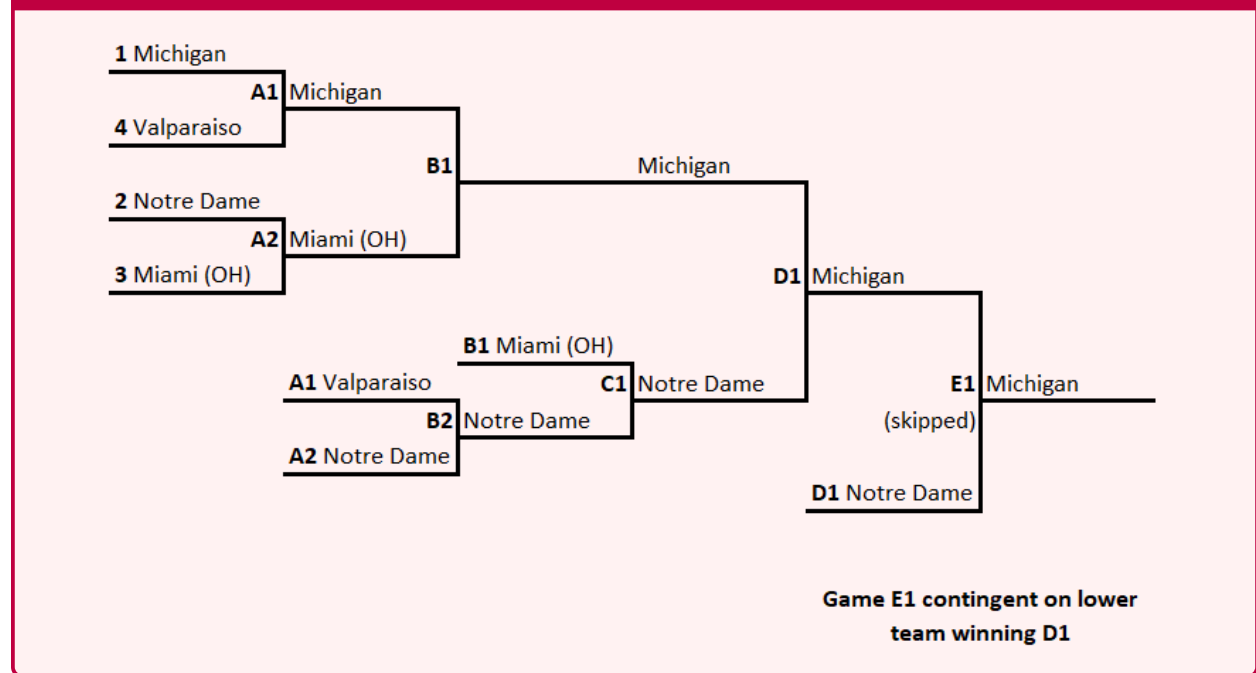 1 Michigan
A1 Michigan
4 Valparaiso
B1 Michigan
2 Notre Dame
A2 Miami (OH)
3 Miami (OH)
D1 Michigan
B1 Miami (OH)
A1 Valparaiso
C1 Notre Dame
E1 Michigan
(skipped)
B2 Notre Dame
A2 Notre Dame
D1 Notre Dame
Game E1 contingent on lower
team winning D1